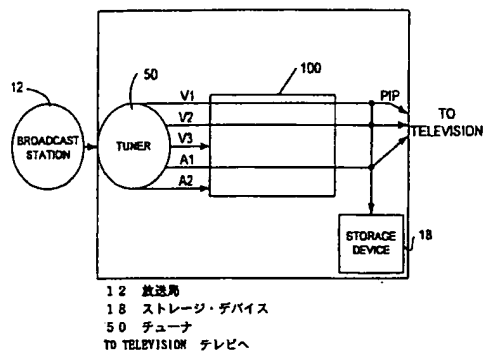 12
50
100
V1
PIP
V2
TO
TELEVISION
BROADCAST
STATION
TUNER
V3
A1
A2
STORAGE
DEVICE
18
12 放送局
18 ストレージ・デバイス
50 チューナ
TO TELEVISION テレビへ